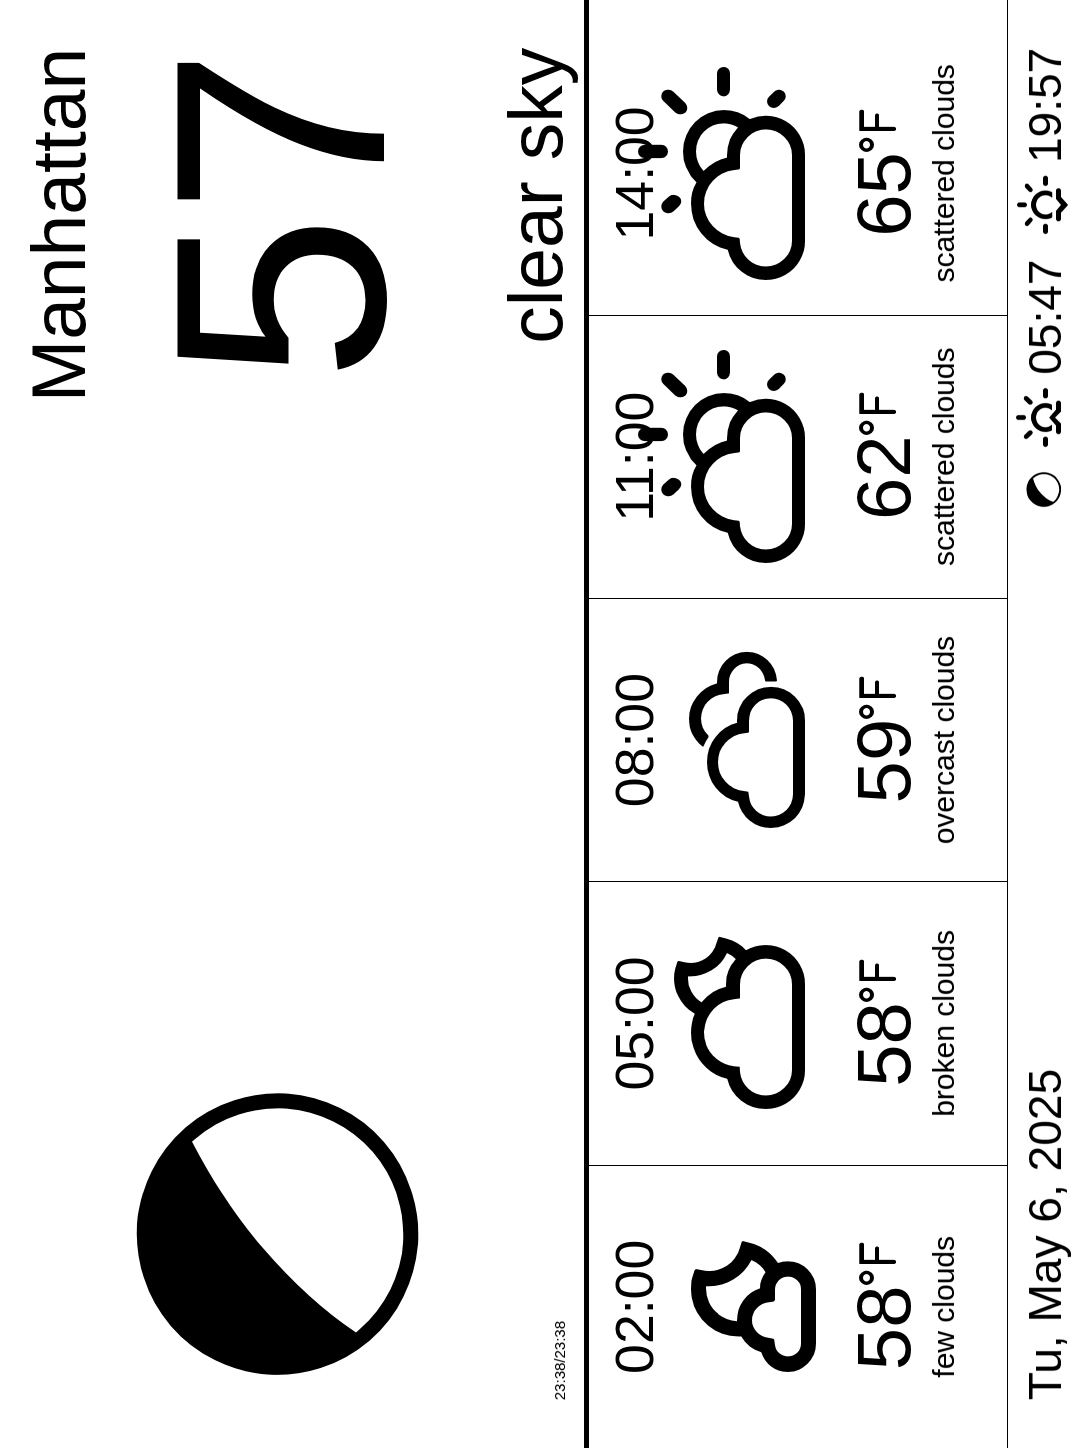 Manhattan
57
clear sky
23:38/23:38
02:00
58°F
few clouds
05:00
58°F
broken clouds
08:00
59°F
overcast clouds
11:00
62°F
scattered clouds
14:00
65°F
scattered clouds
Tu, May 6, 2025
05:47 19:57